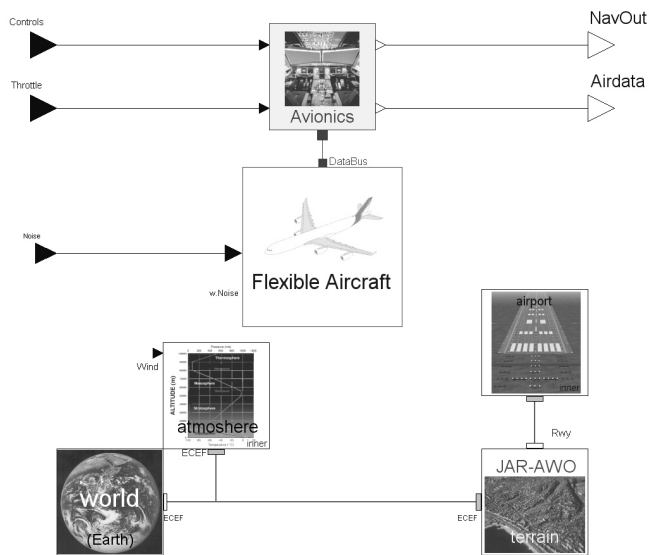 Controls
NavOut
Throttle
Airdata
Avionics
DataBus
Noise
w.Noise
Flexible Aircraft
airport
inner
Wind
ALTITUDE (m)
Thermosphere
Mesosphere
Stratosphere
atmoshere
inner
Rwy
ECEF
JAR-AWO
world
(Earth)
ECEF
ECEF
terrain